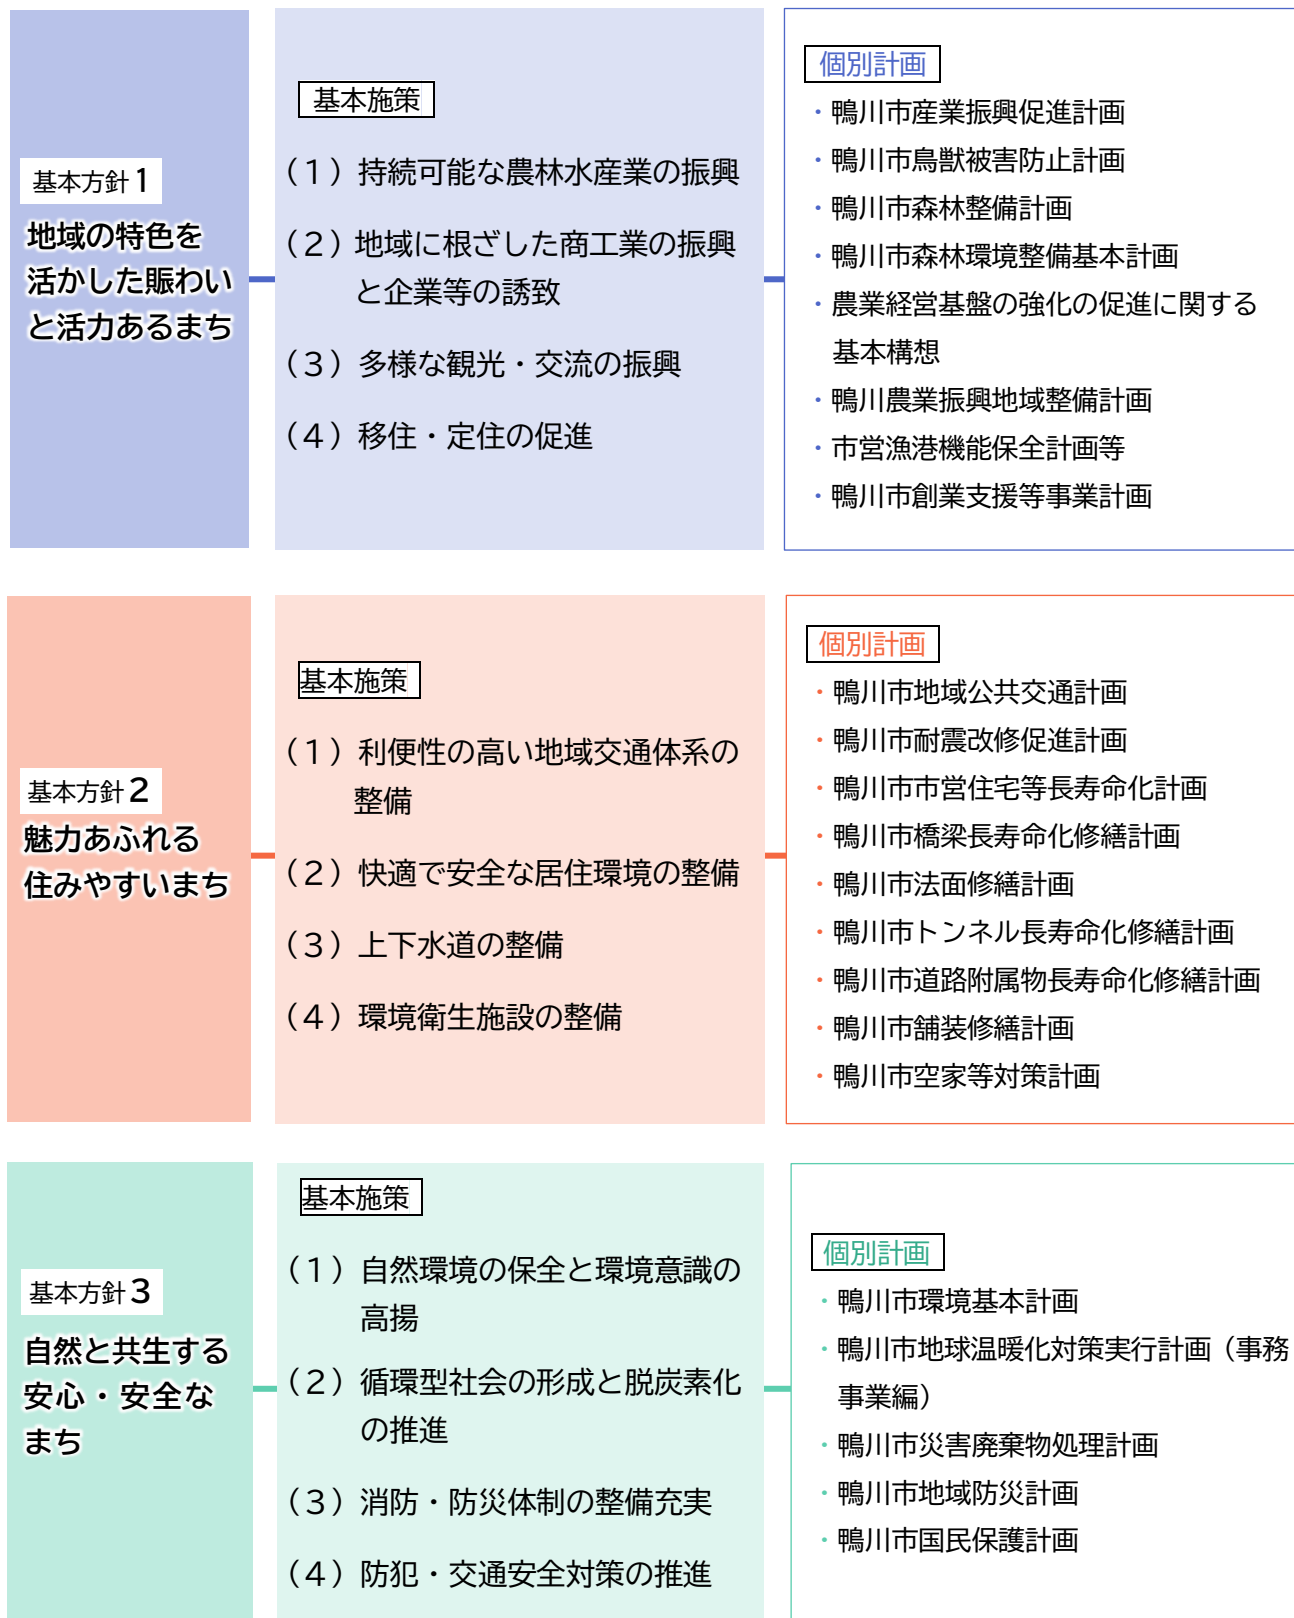 基本方針1
地域の特色を
活かした賑わい
と活力あるまち
基本施策
（1）持続可能な農林水産業の振興
（2）地域に根ざした商工業の振興
と企業等の誘致
（3）多様な観光・交流の振興
（4）移住・定住の促進
個別計画
・鴨川市産業振興促進計画
・鴨川市鳥獣被害防止計画
・鴨川市森林整備計画
・鴨川市森林環境整備基本計画
・農業経営基盤の強化の促進に関する
基本構想
・鴨川農業振興地域整備計画
・市営漁港機能保全計画等
・鴨川市創業支援等事業計画
基本方針2
魅力あふれる
住みやすいまち
基本施策
（1）利便性の高い地域交通体系の
整備
（2）快適で安全な居住環境の整備
（3）上下水道の整備
（4）環境衛生施設の整備
個別計画
・鴨川市地域公共交通計画
・鴨川市耐震改修促進計画
・鴨川市市営住宅等長寿命化計画
・鴨川市橋梁長寿命化修繕計画
・鴨川市法面修繕計画
・鴨川市トンネル長寿命化修繕計画
・鴨川市道路附属物長寿命化修繕計画
・鴨川市舗装修繕計画
・鴨川市空家等対策計画
基本方針3
自然と共生する
安心・安全な
まち
基本施策
（1）自然環境の保全と環境意識の
高揚
（2）循環型社会の形成と脱炭素化
の推進
（3）消防・防災体制の整備充実
（4）防犯・交通安全対策の推進
個別計画
・鴨川市環境基本計画
・鴨川市地球温暖化対策実行計画（事務
事業編）
・鴨川市災害廃棄物処理計画
・鴨川市地域防災計画
・鴨川市国民保護計画